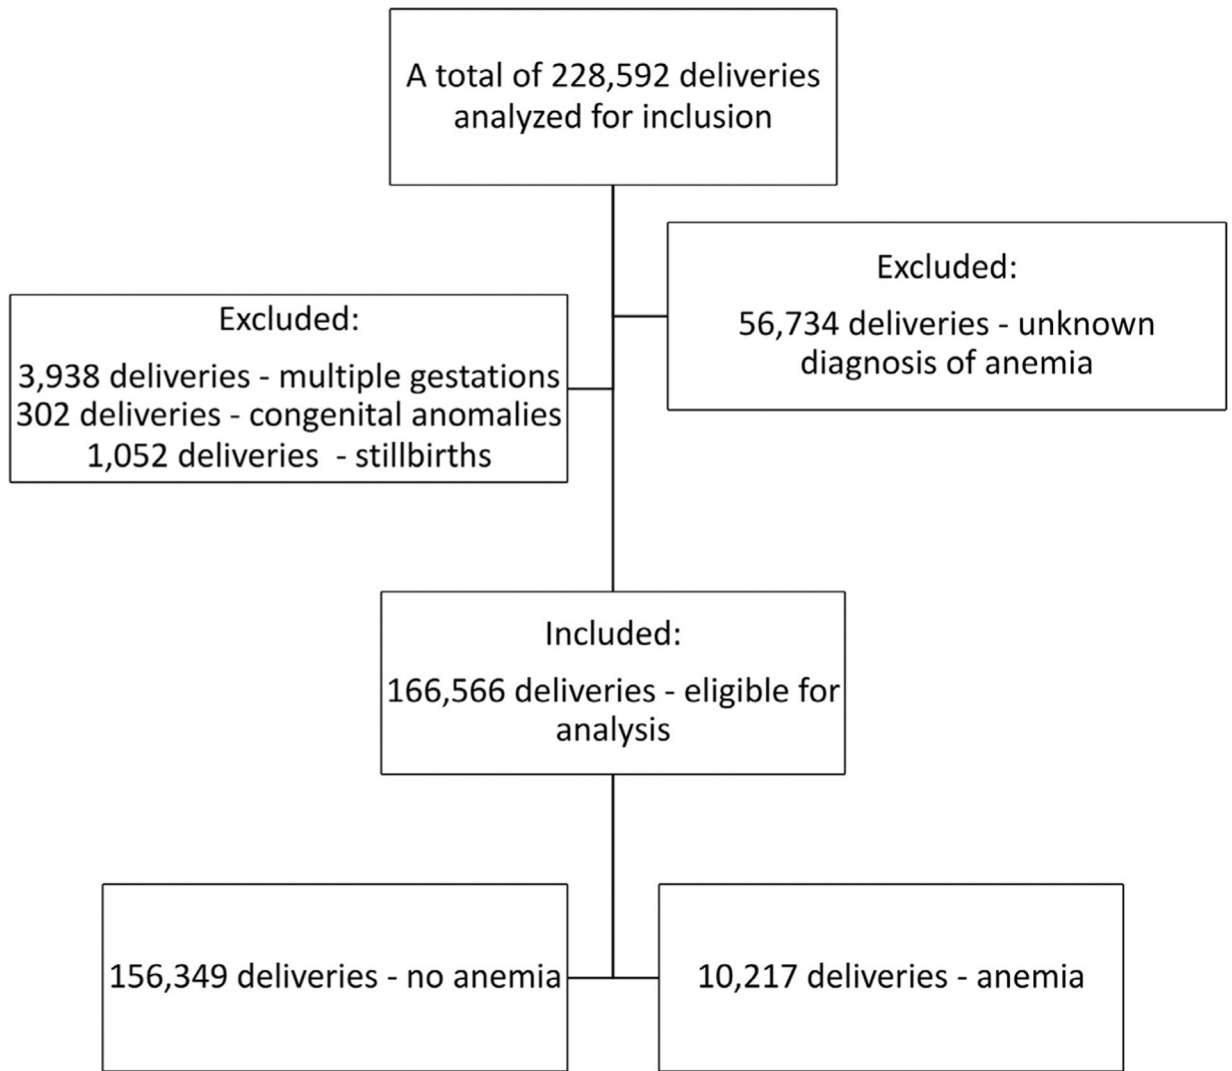 A total of 228,592 deliveries
analyzed for inclusion
Excluded:
56,734 deliveries - unknown
diagnosis of anemia
Excluded:
3,938 deliveries - multiple gestations
302 deliveries - congenital anomalies
1,052 deliveries  - stillbirths
Included:
166,566 deliveries - eligible for
analysis
156,349 deliveries - no anemia
10,217 deliveries - anemia